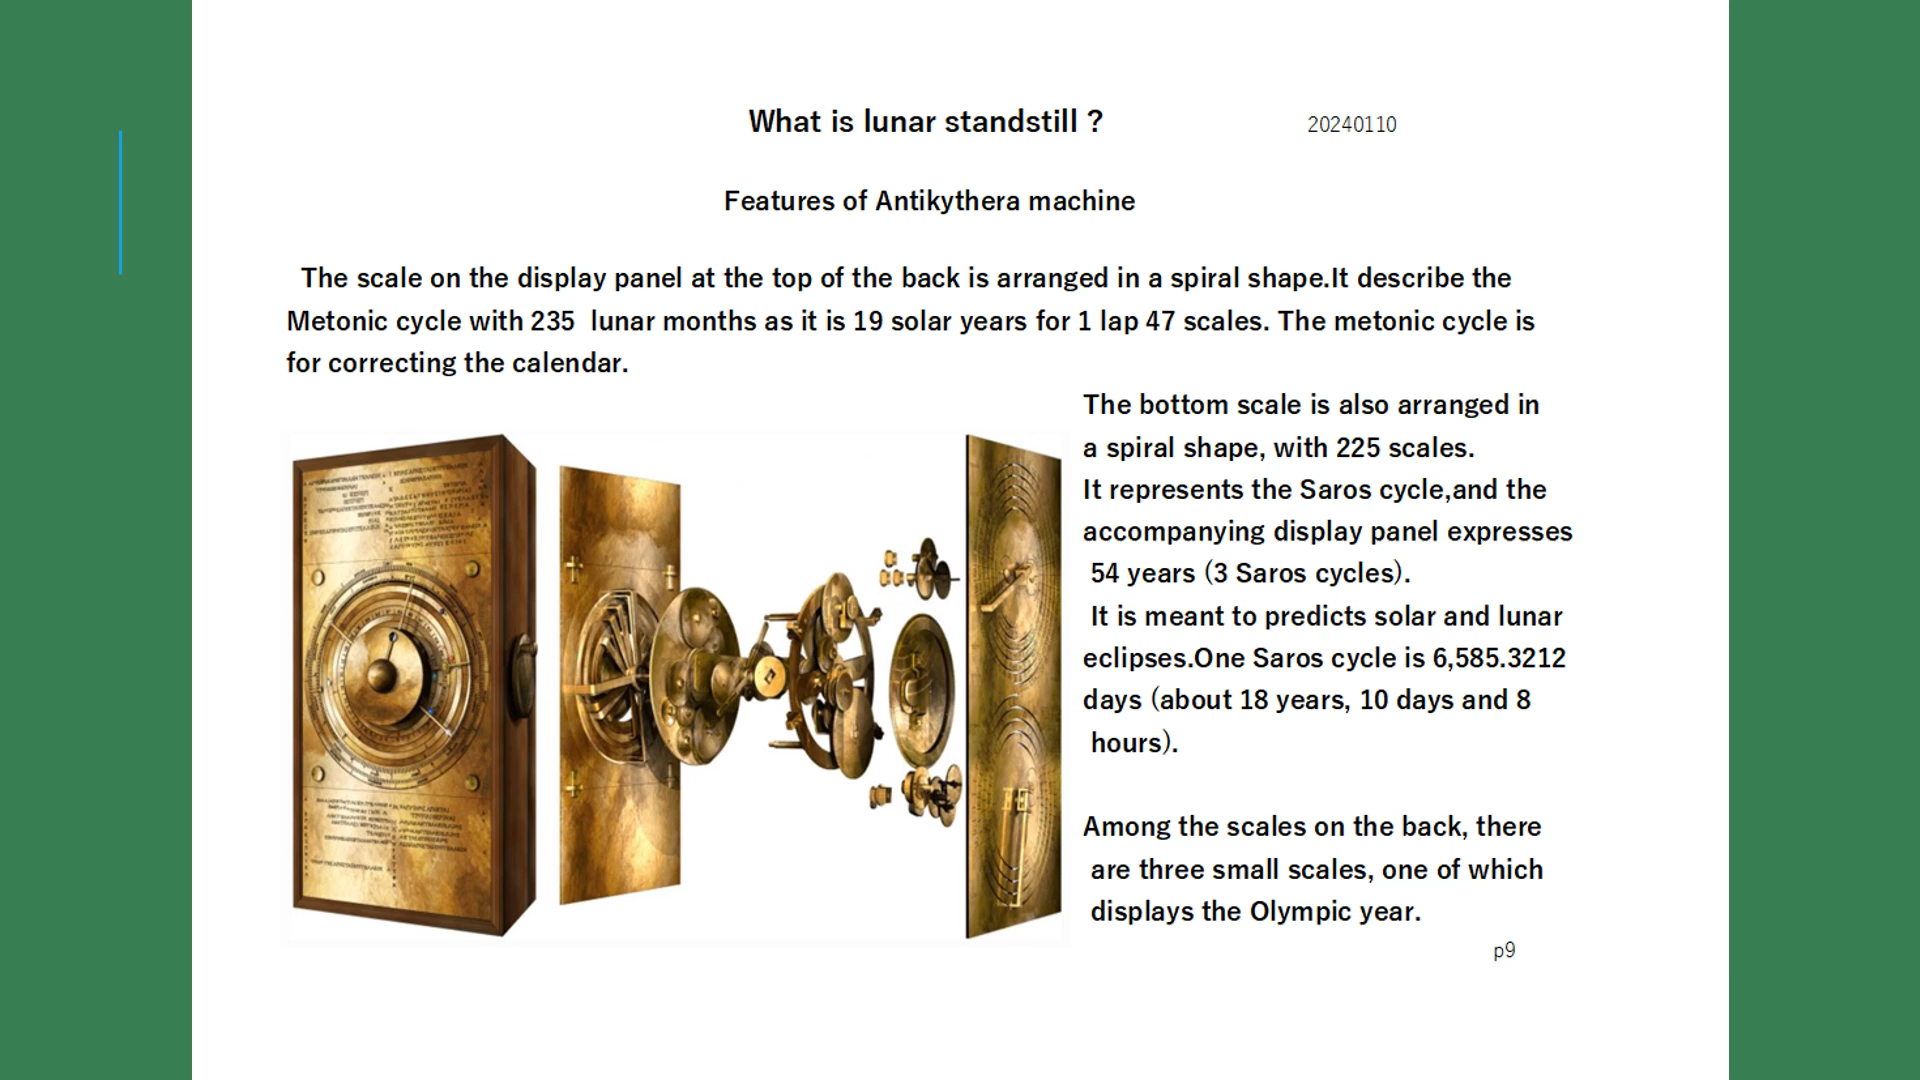 What is lunar standstill ?
20240110
Features of Antikythera machine
The scale on the display panel at the top of the back is arranged in a spiral shape.It describe the
Metonic cycle with 235 lunar months as it is 19 solar years for 1 lap 47 scales. The metonic cycle is
for correcting the calendar.
The bottom scale is also arranged in
a spiral shape, with 225 scales.
It represents the Saros cycle,and the
accompanying display panel expresses
54 years (3 Saros cycles).
It is meant to predicts solar and lunar
eclipses.One Saros cycle is 6,585.3212
days (about 18 years, 10 days and 8
hours).
Among the scales on the back, there
are three small scales, one of which
displays the Olympic year.
p9